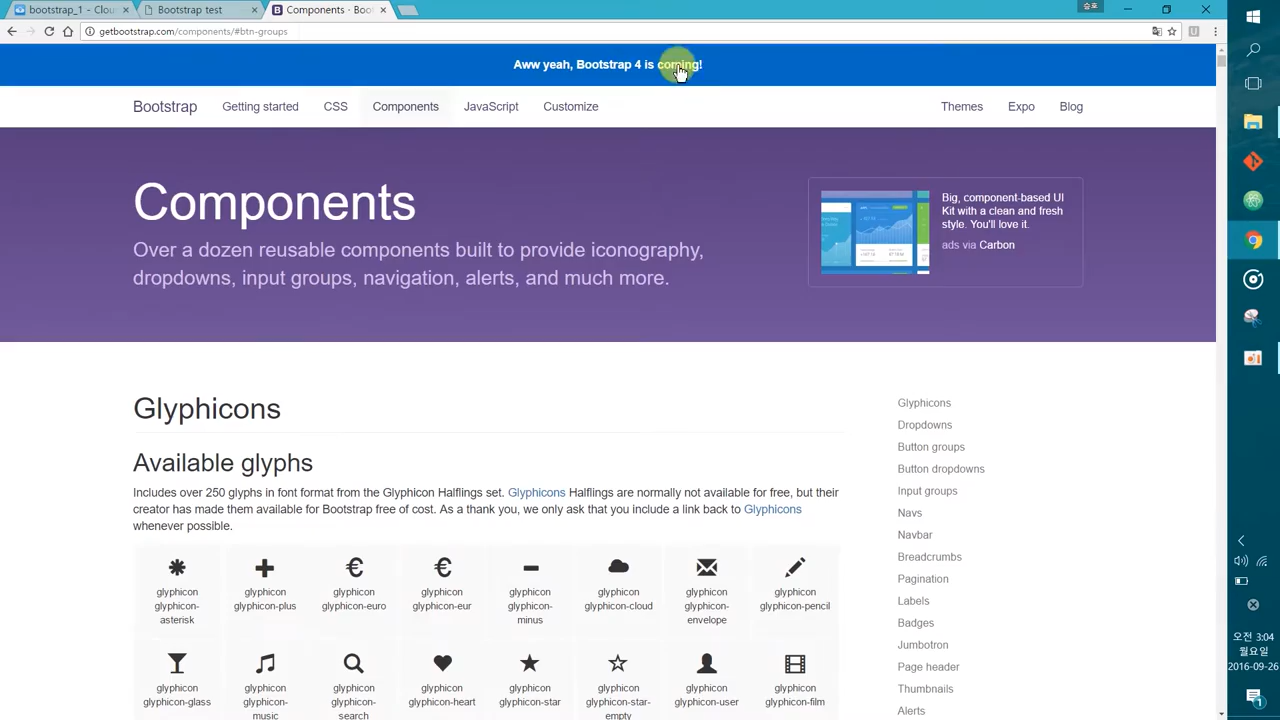 bootstrap_1 - Clou
Bootstrap test
Components · Boo
승호
getbootstrap.com/components/#btn-groups
Aww yeah, Bootstrap 4 is coming!
Bootstrap
Getting started
CSS
Components
JavaScript
Customize
Themes
Expo
Blog
Components
Over a dozen reusable components built to provide iconography,
dropdowns, input groups, navigation, alerts, and much more.
Big, component-based UI
Kit with a clean and fresh
style. You'll love it.
ads via Carbon
Glyphicons
Available glyphs
Includes over 250 glyphs in font format from the Glyphicon Halflings set. Glyphicons Halflings are normally not available for free, but their
creator has made them available for Bootstrap free of cost. As a thank you, we only ask that you include a link back to Glyphicons
whenever possible.
glyphicon
glyphicon-
asterisk
glyphicon
glyphicon-plus
glyphicon
glyphicon-euro
glyphicon
glyphicon-eur
glyphicon
glyphicon-
minus
glyphicon
glyphicon-cloud
glyphicon
glyphicon-
envelope
glyphicon
glyphicon-pencil
glyphicon
glyphicon-glass
glyphicon
glyphicon-
music
glyphicon
glyphicon-
search
glyphicon
glyphicon-heart
glyphicon
glyphicon-star
glyphicon
glyphicon-star-
empty
glyphicon
glyphicon-user
glyphicon
glyphicon-film
Glyphicons
Dropdowns
Button groups
Button dropdowns
Input groups
Navs
Navbar
Breadcrumbs
Pagination
Labels
Badges
Jumbotron
Page header
Thumbnails
Alerts
오전 3:04
월요일
2016-09-26
1